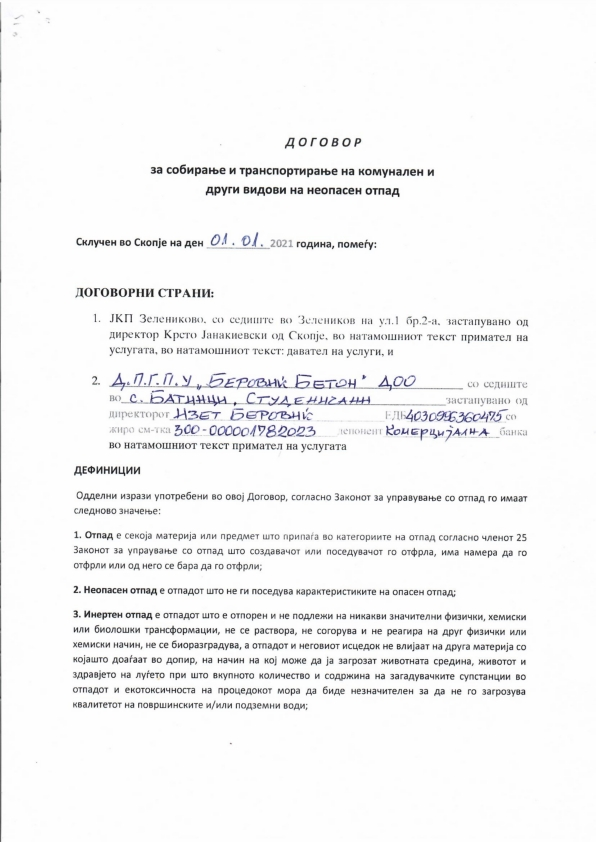 ДОГОВОР
за собирање и транспортирање на комунален и
други видови на неопасен отпад
Склучен во Скопје на ден 01.01.2021 година, помеѓу:
ДОГОВОРНИ СТРАНИ:
1. ЈКП Зелениково, со седиште во Зелеников на ул.1 бр.2-а, застапувано од
директор Крсто Јанакиевски од Скопје, во натамошниот текст примател на
услугата, во натамошниот текст: давател на услуги, и
2. Д.П.Г.П.У „БЕРОВИЌ БЕТОН" ДОО со седиште
во с. БАТИНЦИ, СТУДЕНИЧАНИ застапувано од
директорот ИЗЕТ БЕРОВИЌ ЕДБ4030996360475 со
жиро см-тка 300-000001782023 депонент КОМЕРЦИЈАЛНА банка
во натамошниот текст примател на услугата
ДЕФИНИЦИИ
Одделни изрази употребени во овој Договор, согласно Законот за управување со отпад го имаат
следново значење:
1. Отпад е секоја материја или предмет што припаѓа во категориите на отпад согласно членот 25
Законот за упраување со отпад што создавачот или поседувачот го отфрла, има намера да го
отфрли или од него се бара да го отфрли;
2. Неопасен отпад е отпадот што не ги поседува карактеристиките на опасен отпад;
3. Инертен отпад е отпадот што е отпорен и не подлежи на никакви значителни физички, хемиски
или биолошки трансформации, не се раствора, не согорува и не реагира на друг физички или
хемиски начин, не се биоразградува, а отпадот и неговиот исцедок не влијаат на друга материја со
којашто доаѓаат во допир, на начин на кој може да ја загрозат животната средина, животот и
здравјето на луѓето при што вкупното количество и содржина на загадувачките супстанции во
отпадот и екотоксичноста на процедокот мора да биде незначителен за да не го загрозува
квалитетот на површинските и/или подземни води;